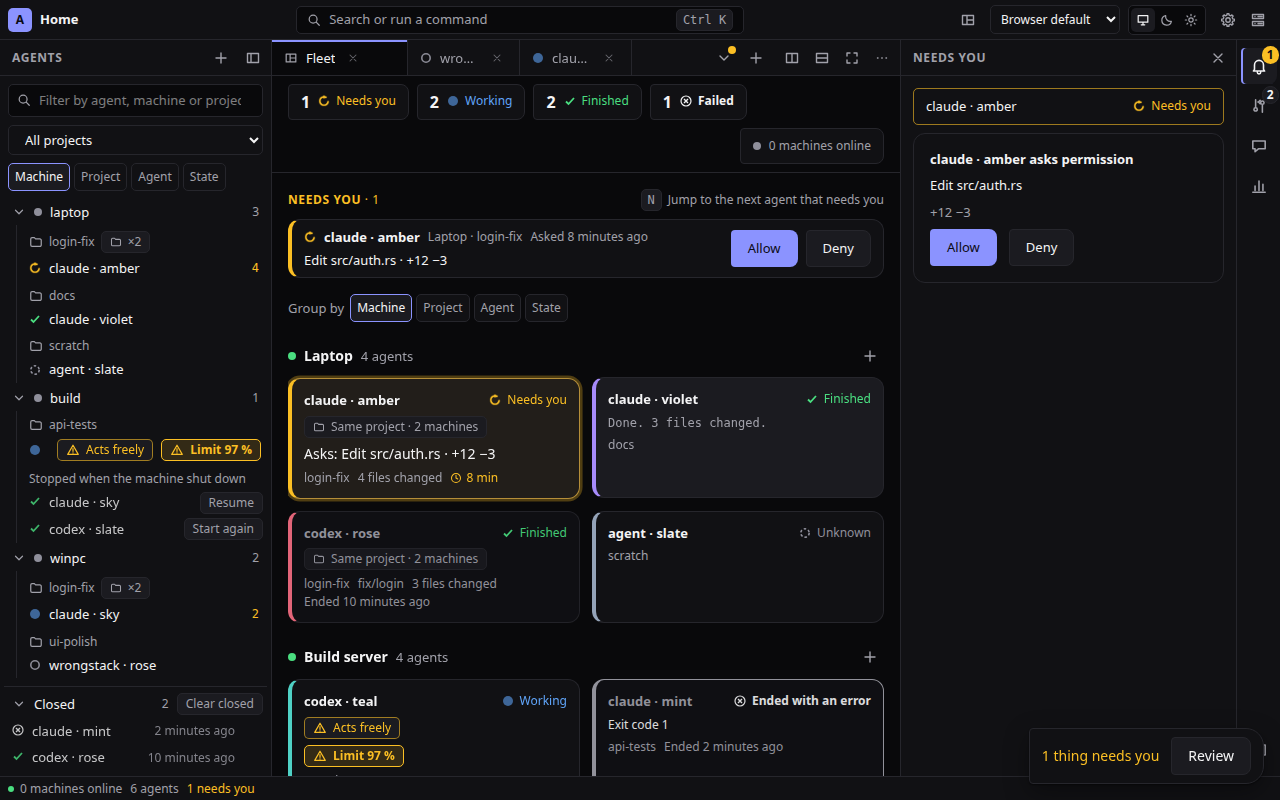 A Home
Search or run a command Ctrl K
Browser default
AGENTS
Filter by agent, machine or projec
All projects
Machine Project Agent State
laptop 3
login-fix ×2
claude · amber 4
docs
claude · violet
scratch
agent · slate
build 1
api-tests
Acts freely Limit 97 %
Stopped when the machine shut down
claude · sky Resume
codex · slate Start again
winpc 2
login-fix ×2
claude · sky 2
ui-polish
wrongstack · rose
Closed 2 Clear closed
claude · mint 2 minutes ago
codex · rose 10 minutes ago
Fleet wro... clau...
1 Needs you 2 Working 2 Finished 1 Failed
0 machines online
NEEDS YOU · 1 N Jump to the next agent that needs you
claude · amber Laptop · login-fix Asked 8 minutes ago
Edit src/auth.rs · +12 −3
Allow Deny
Group by Machine Project Agent State
Laptop 4 agents
claude · amber Needs you
Same project · 2 machines
Asks: Edit src/auth.rs · +12 −3
login-fix 4 files changed 8 min
claude · violet Finished
Done. 3 files changed.
docs
codex · rose Finished
Same project · 2 machines
login-fix fix/login 3 files changed
Ended 10 minutes ago
agent · slate Unknown
scratch
Build server 4 agents
codex · teal Working
Acts freely
Limit 97 %
claude · mint Ended with an error
Exit code 1
api-tests Ended 2 minutes ago
NEEDS YOU
claude · amber Needs you
claude · amber asks permission
Edit src/auth.rs
+12 −3
Allow Deny
1
2
1 thing needs you Review
0 machines online 6 agents 1 needs you